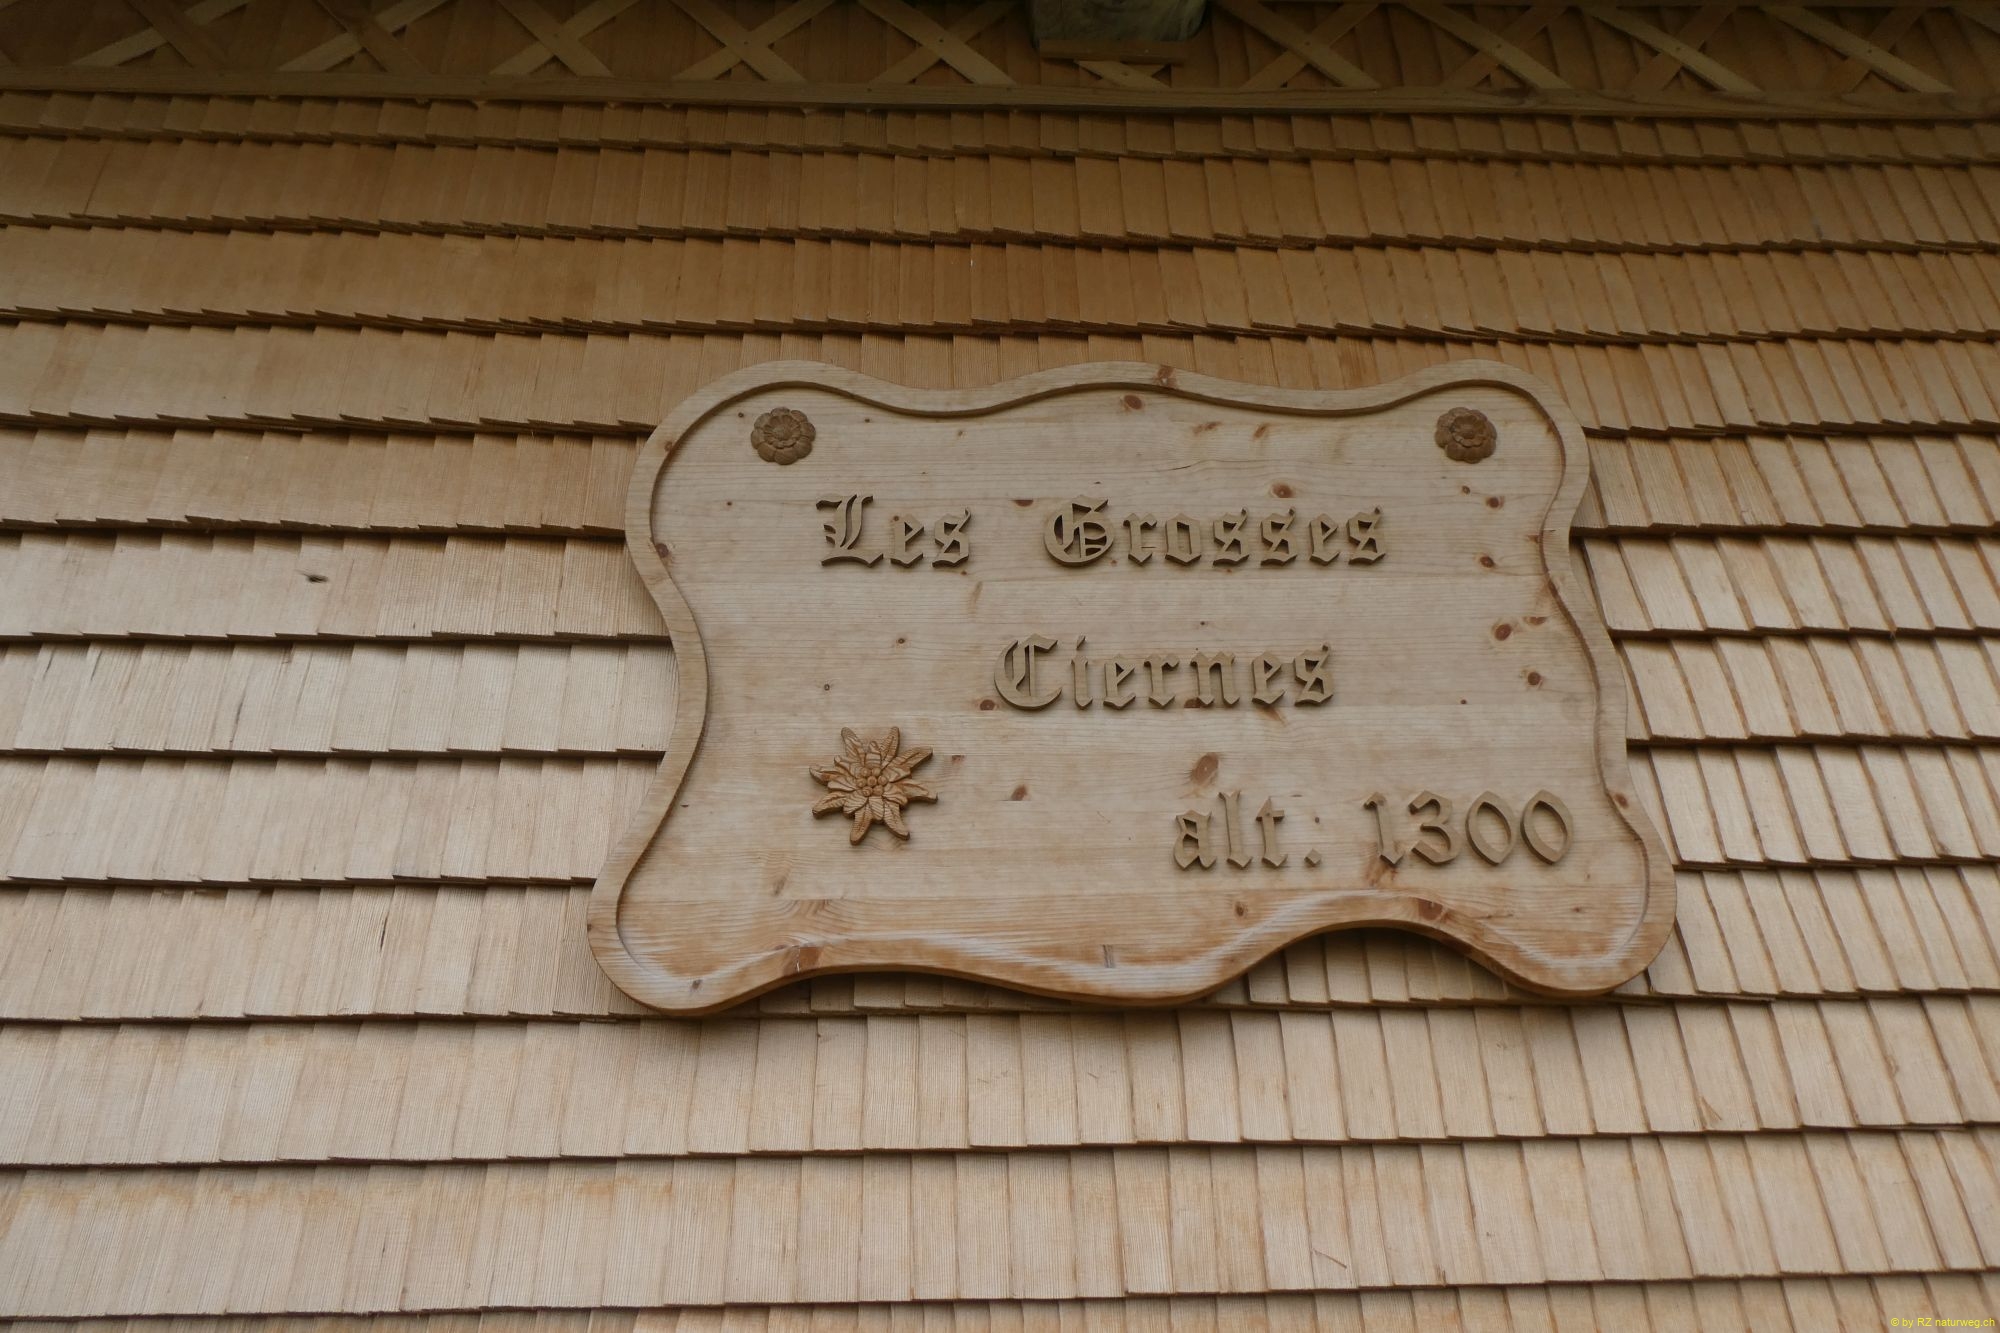 Les Grosses
Ciernes
alt. 1300
© by RZ naturweg.ch